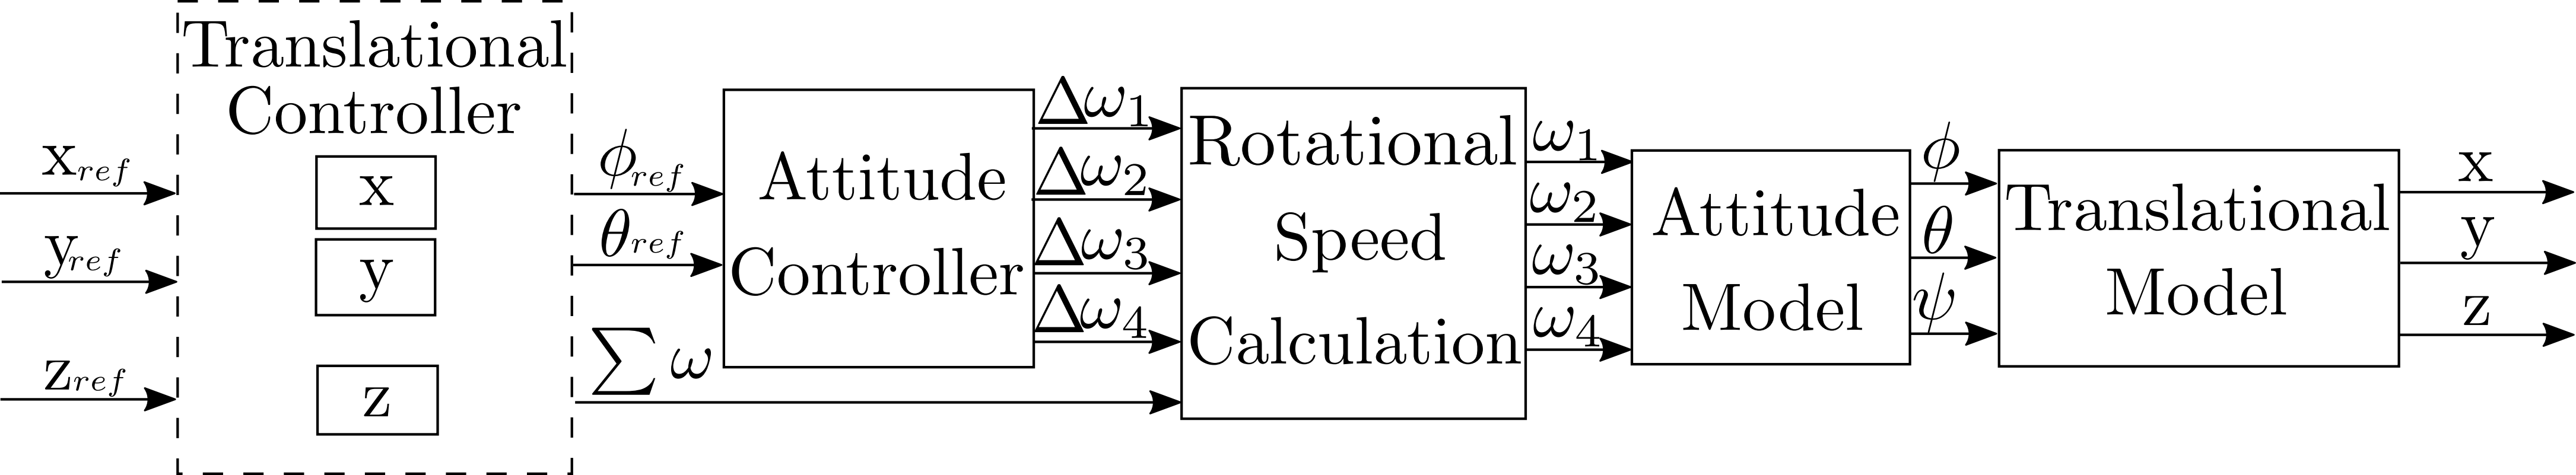 Translational
Controller
x_ref
y_ref
z_ref
x
y
z
ϕ_ref
θ_ref
∑ ω
Attitude
Controller
Δω₁
Δω₂
Δω₃
Δω₄
Rotational
Speed
Calculation
ω₁
ω₂
ω₃
ω₄
Attitude
Model
ϕ
θ
ψ
Translational
Model
x
y
z